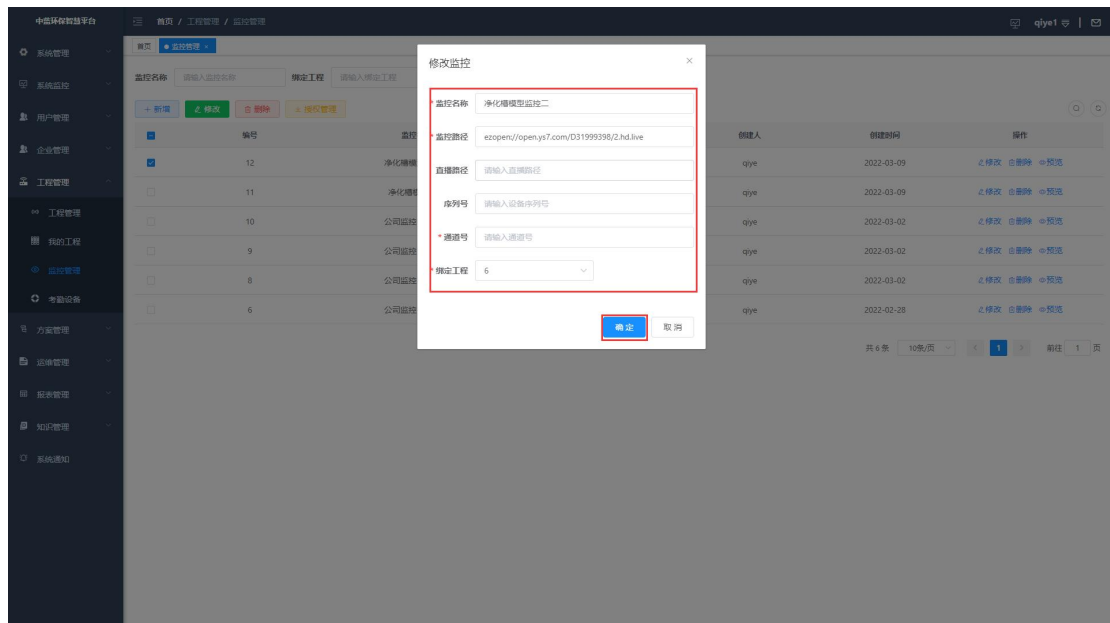 中蓝环保智慧平台
首页 / 工程管理 / 监控管理
qiye1
首页 监控管理 ×
系统管理
系统监控
用户管理
企业管理
工程管理
工程管理
我的工程
监控管理
考勤设备
方案管理
运维管理
报表管理
知识管理
系统通知
监控名称 请输入监控名称 绑定工程 请输入绑定工程
+ 新增 修改 删除 授权管理
编号 监控 创建人 创建时间 操作
12 净化槽模 qiye 2022-03-09 修改 删除 预览
11 净化槽模 qiye 2022-03-09 修改 删除 预览
10 公司监控 qiye 2022-03-02 修改 删除 预览
9 公司监控 qiye 2022-03-02 修改 删除 预览
8 公司监控 qiye 2022-03-02 修改 删除 预览
6 公司监控 qiye 2022-02-28 修改 删除 预览
共 6 条 10条/页 1 前往 1 页
修改监控 ×
* 监控名称 净化槽模型监控二
* 监控路径 ezopen://open.ys7.com/D31999398/2.hd.live
直播路径 请输入直播路径
序列号 请输入设备序列号
* 通道号 请输入通道号
* 绑定工程 6
确定 取消